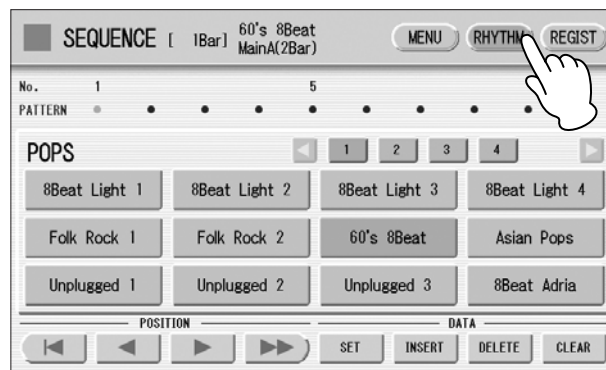 SEQUENCE [ 1Bar] 60's 8Beat MENU RHYTHM REGIST
MainA(2Bar)
No. 1 5
PATTERN
POPS 1 2 3 4
8Beat Light 1 8Beat Light 2 8Beat Light 3 8Beat Light 4
Folk Rock 1 Folk Rock 2 60's 8Beat Asian Pops
Unplugged 1 Unplugged 2 Unplugged 3 8Beat Adria
POSITION DATA
SET INSERT DELETE CLEAR